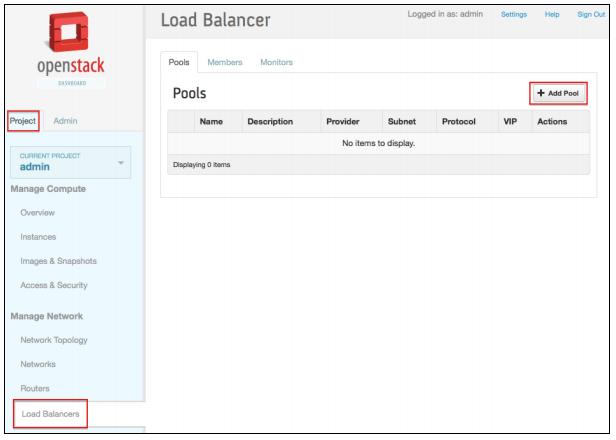 openstack
DASHBOARD
Project Admin
CURRENT PROJECT
admin
Manage Compute
Overview
Instances
Images & Snapshots
Access & Security
Manage Network
Network Topology
Networks
Routers
Load Balancers
Load Balancer
Logged in as: admin Settings Help Sign Out
Pools Members Monitors
Pools
+ Add Pool
Name Description Provider Subnet Protocol VIP Actions
No items to display.
Displaying 0 items